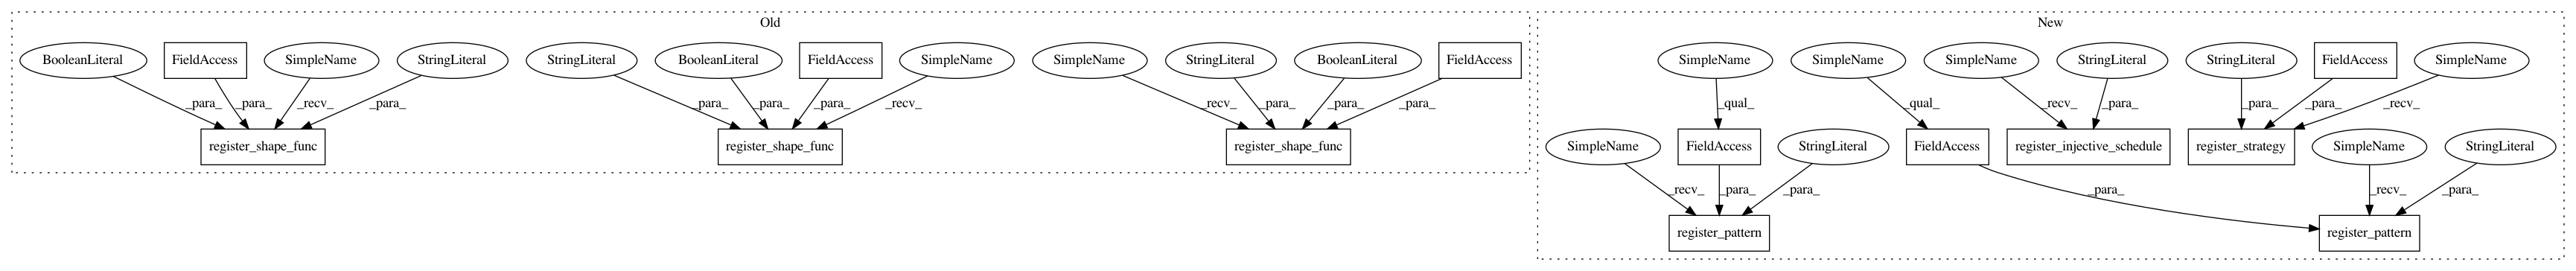 Old New
BooleanLiteral FieldAccess SimpleName StringLiteral StringLiteral BooleanLiteral FieldAccess SimpleName SimpleName StringLiteral BooleanLiteral FieldAccess SimpleName SimpleName SimpleName StringLiteral StringLiteral FieldAccess SimpleName
_para_ _para_ _recv_ _para_ _para_ _para_ _para_ _recv_ _recv_ _para_ _para_ _para_ _qual_ _qual_ _recv_ _para_ _para_ _para_ _recv_
register_shape_func register_shape_func register_shape_func SimpleName FieldAccess StringLiteral FieldAccess register_injective_schedule register_strategy SimpleName StringLiteral
_recv_ _para_ _para_ _para_ _recv_ _para_
register_pattern register_pattern